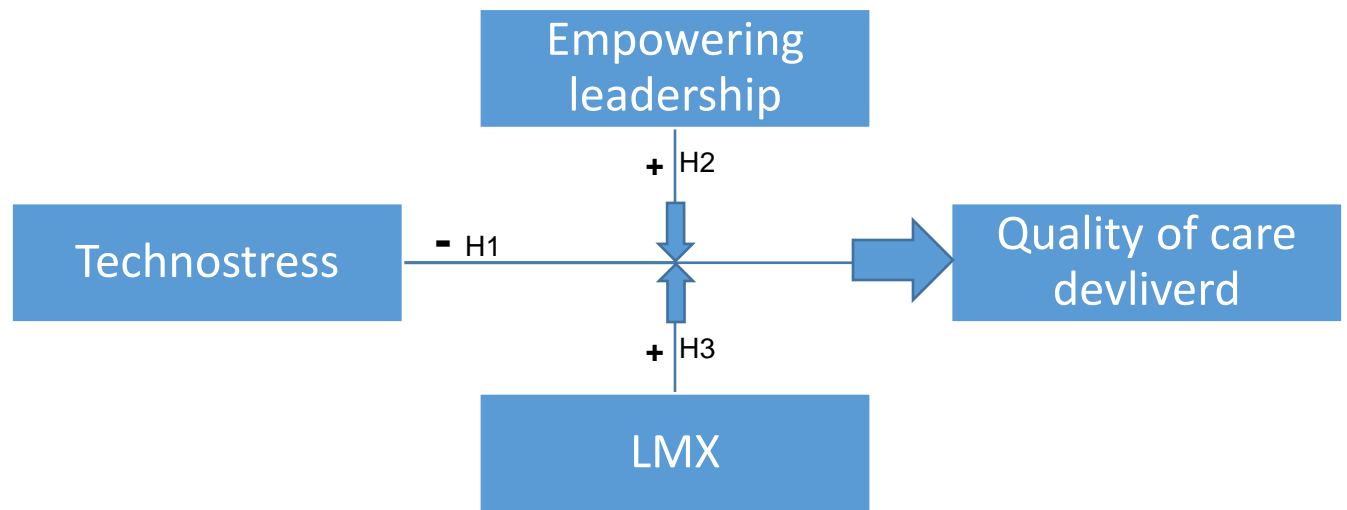 Empowering
leadership
+ H2
Technostress
- H1
Quality of care
devliverd
+ H3
LMX